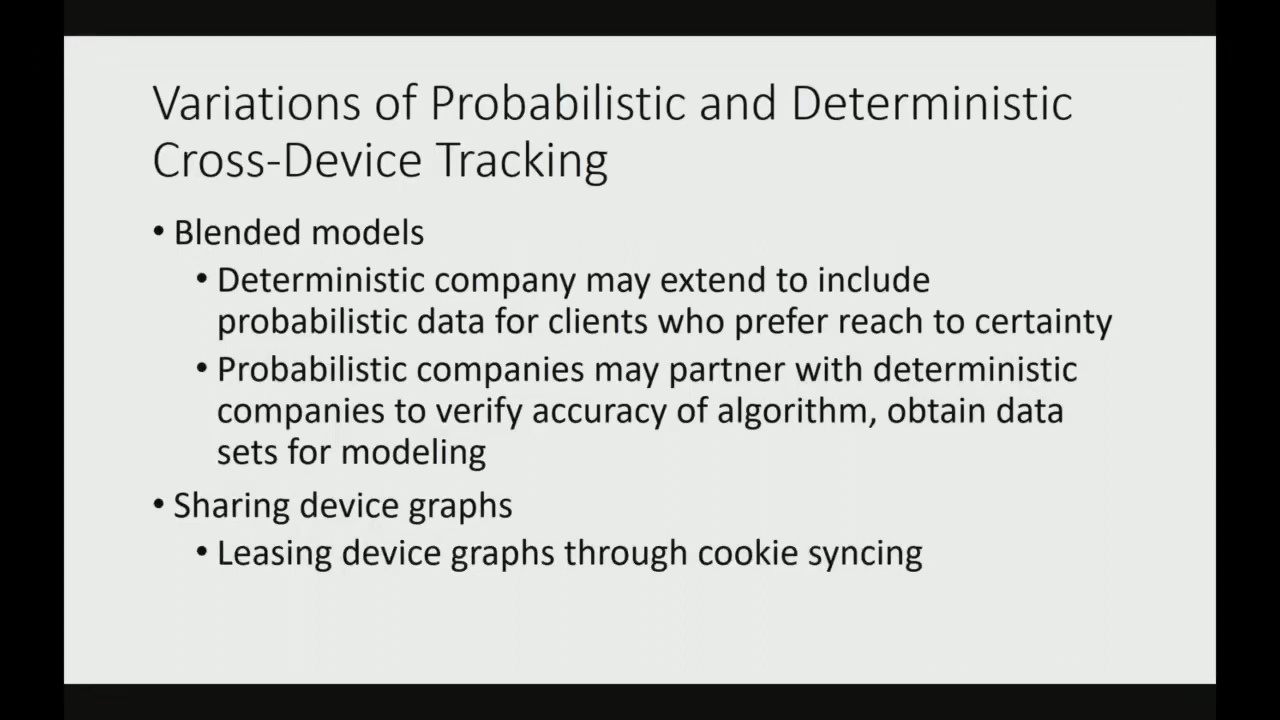 Variations of Probabilistic and Deterministic
Cross-Device Tracking
• Blended models
• Deterministic company may extend to include
probabilistic data for clients who prefer reach to certainty
• Probabilistic companies may partner with deterministic
companies to verify accuracy of algorithm, obtain data
sets for modeling
• Sharing device graphs
• Leasing device graphs through cookie syncing